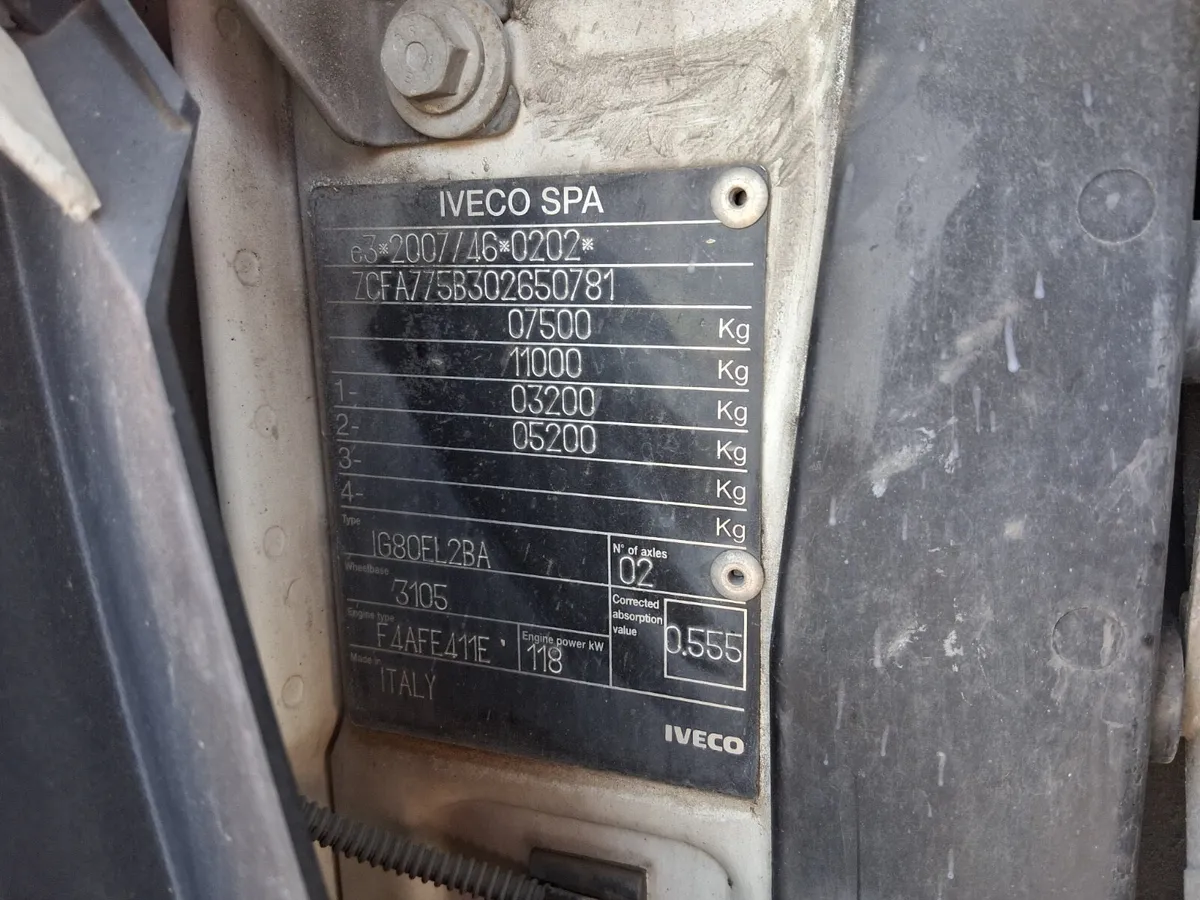 IVECO SPA
e3*2007/46*0202*
ZCFA775B302650781
07500 Kg
11000 Kg
1- 03200 Kg
2- 05200 Kg
3- Kg
4- Kg
Type
IG80EL2BA
N° of axles
02
Wheelbase
3105
Corrected absorption value
0.555
Engine type
F4AFE411E
Engine power kW
118
Made in
ITALY
IVECO